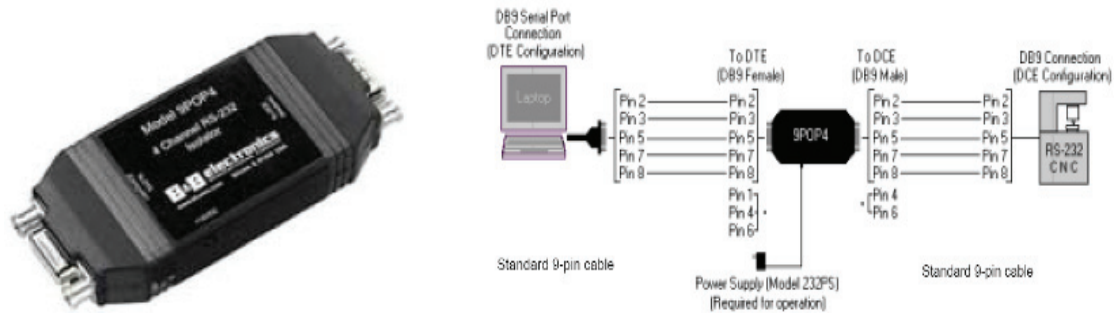 Model 9POP4
4 Channel RS-232
Isolator
B&B electronics
DB9 Serial Port
Connection
(DTE Configuration)
Laptop
To DTE
(DB9 Female)
To DCE
(DB9 Male)
DB9 Connection
(DCE Configuration)
Pin 2 Pin 2
Pin 3 Pin 3
Pin 5 Pin 5
Pin 7 Pin 7
Pin 8 Pin 8
Pin 1
Pin 4
Pin 6
9POP4
Pin 2 Pin 2
Pin 3 Pin 3
Pin 5 Pin 5
Pin 7 Pin 7
Pin 8 Pin 8
Pin 4
Pin 6
RS-232
CNC
Standard 9-pin cable
Power Supply (Model 232PS)
(Required for operation)
Standard 9-pin cable